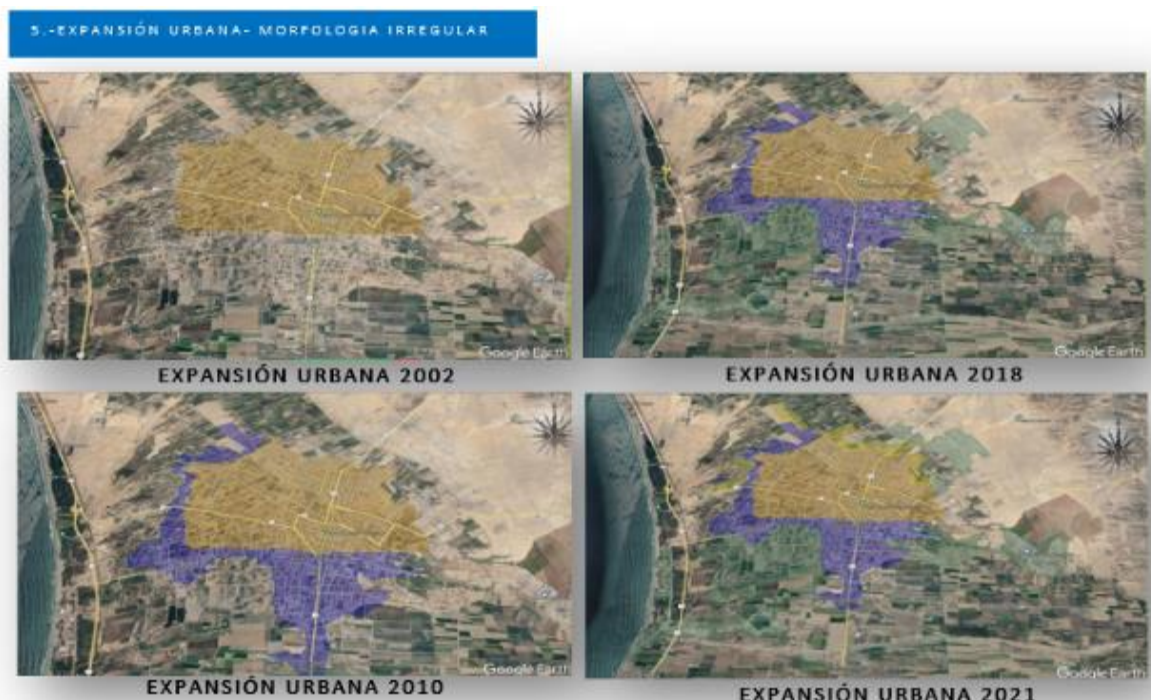 5.-EXPANSIÓN URBANA- MORFOLOGIA IRREGULAR
Google Earth
EXPANSIÓN URBANA 2002
Google Earth
EXPANSIÓN URBANA 2018
Google Earth
EXPANSIÓN URBANA 2010
Google Earth
EXPANSIÓN URBANA 2021